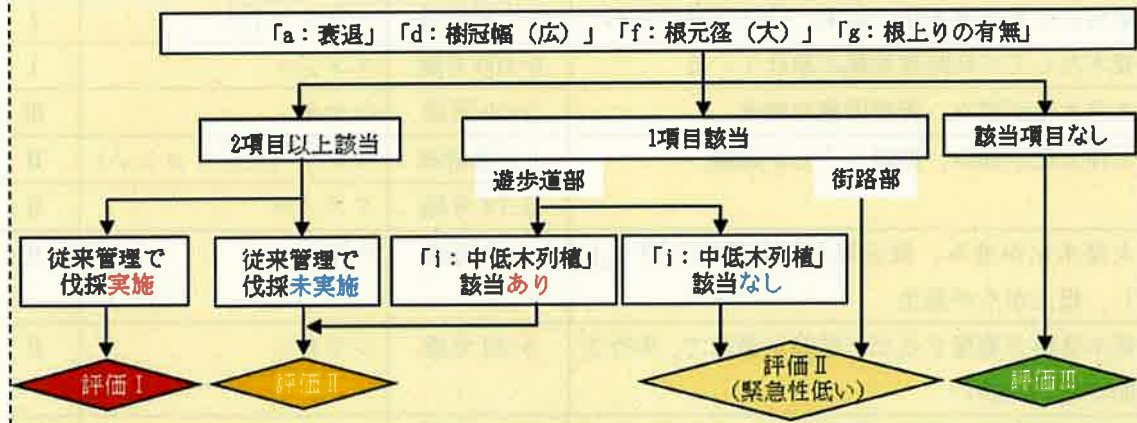 「a:衰退」「d:樹冠幅(広)」「f:根元径(大)」「g:根上りの有無」
2項目以上該当
1項目該当
該当項目なし
遊歩道部
街路部
従来管理で
伐採実施
従来管理で
伐採未実施
「i:中低木列植」
該当あり
「i:中低木列植」
該当なし
評価Ⅰ
評価Ⅱ
評価Ⅱ
(緊急性低い)
評価Ⅲ